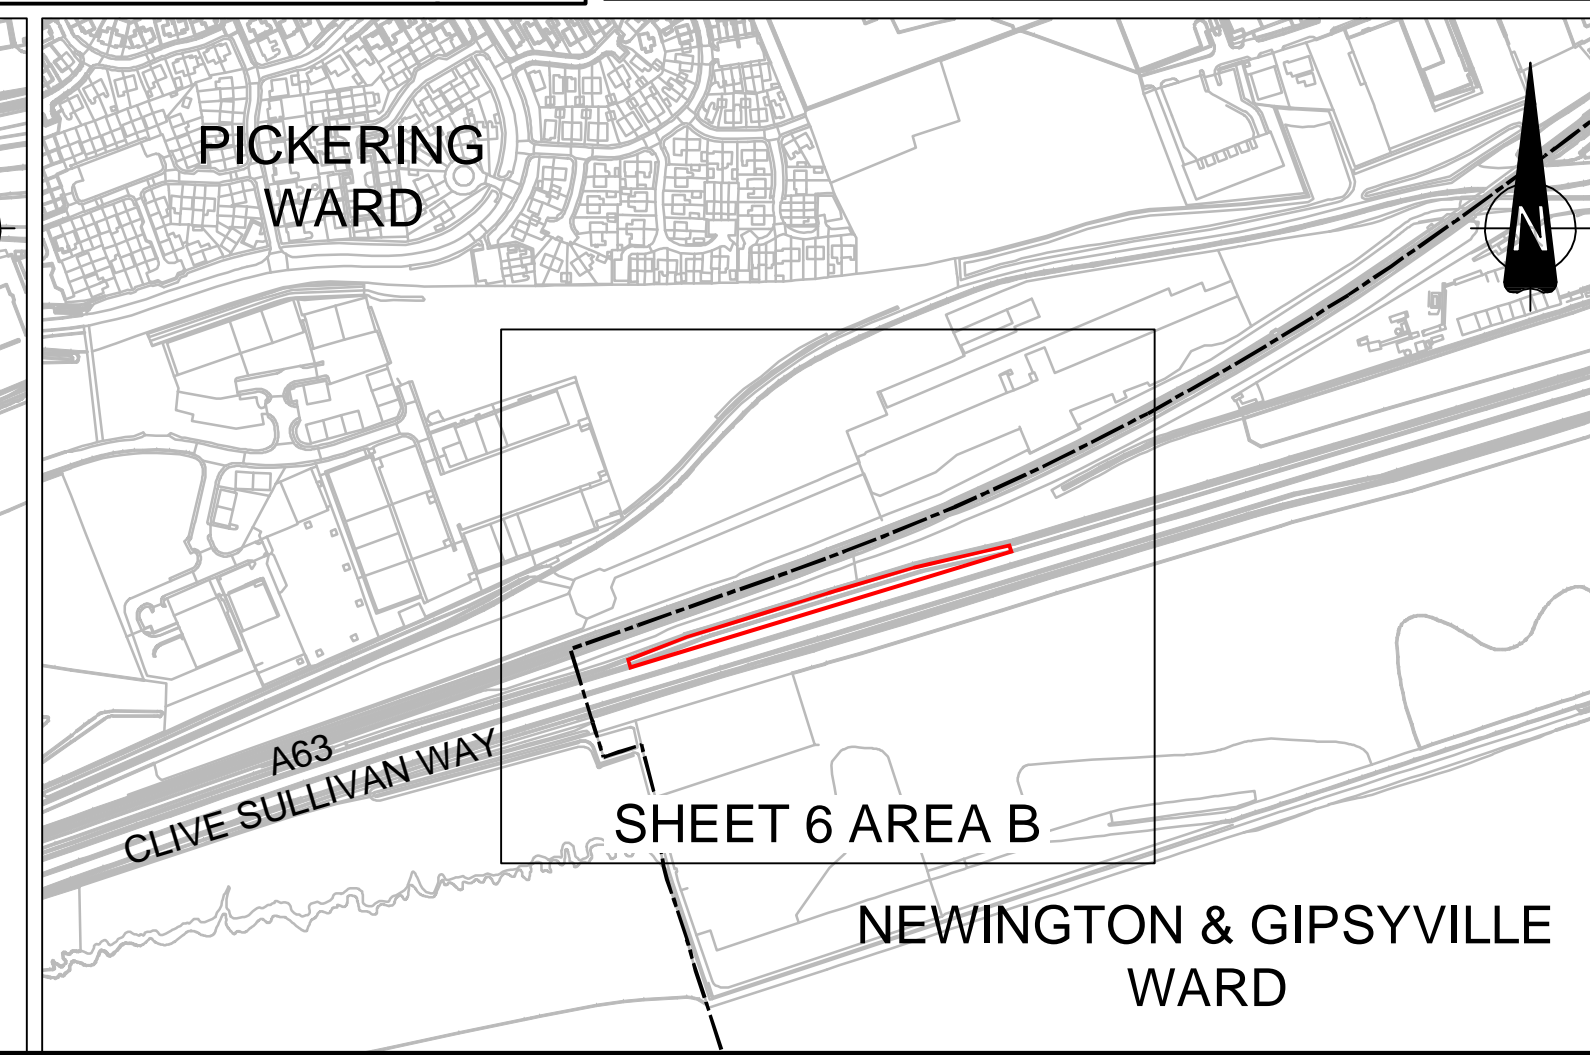 PICKERING
WARD
N
A63
CLIVE SULLIVAN WAY
SHEET 6 AREA B
NEWINGTON & GIPSYVILLE
WARD